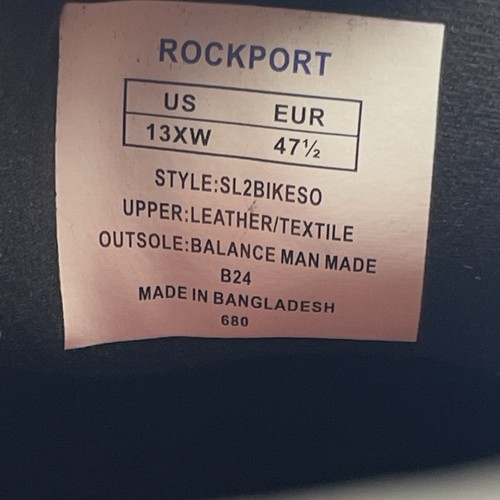 ROCKPORT
US EUR
13XW 47½
STYLE:SL2BIKESO
UPPER:LEATHER/TEXTILE
OUTSOLE:BALANCE MAN MADE
B24
MADE IN BANGLADESH
680